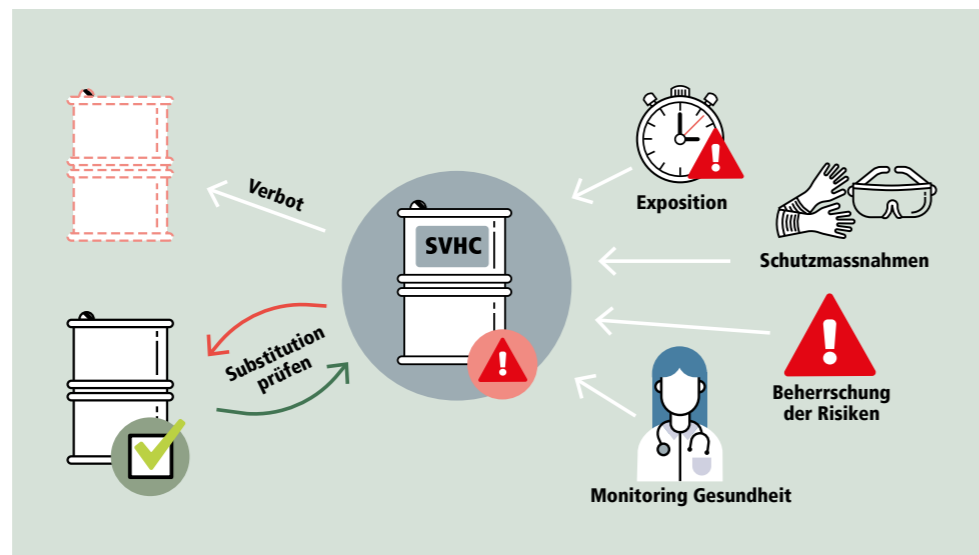 Verbot
SVHC
Substitution
prüfen
Exposition
Schutzmassnahmen
Beherrschung
der Risiken
Monitoring Gesundheit